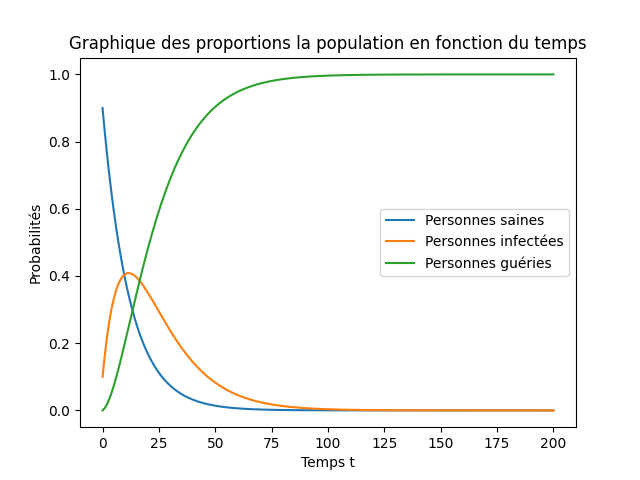 Graphique des proportions la population en fonction du temps
1.0
0.8
0.6
0.4
0.2
0.0
Probabilités
Personnes saines
Personnes infectées
Personnes guéries
0 25 50 75 100 125 150 175 200
Temps t